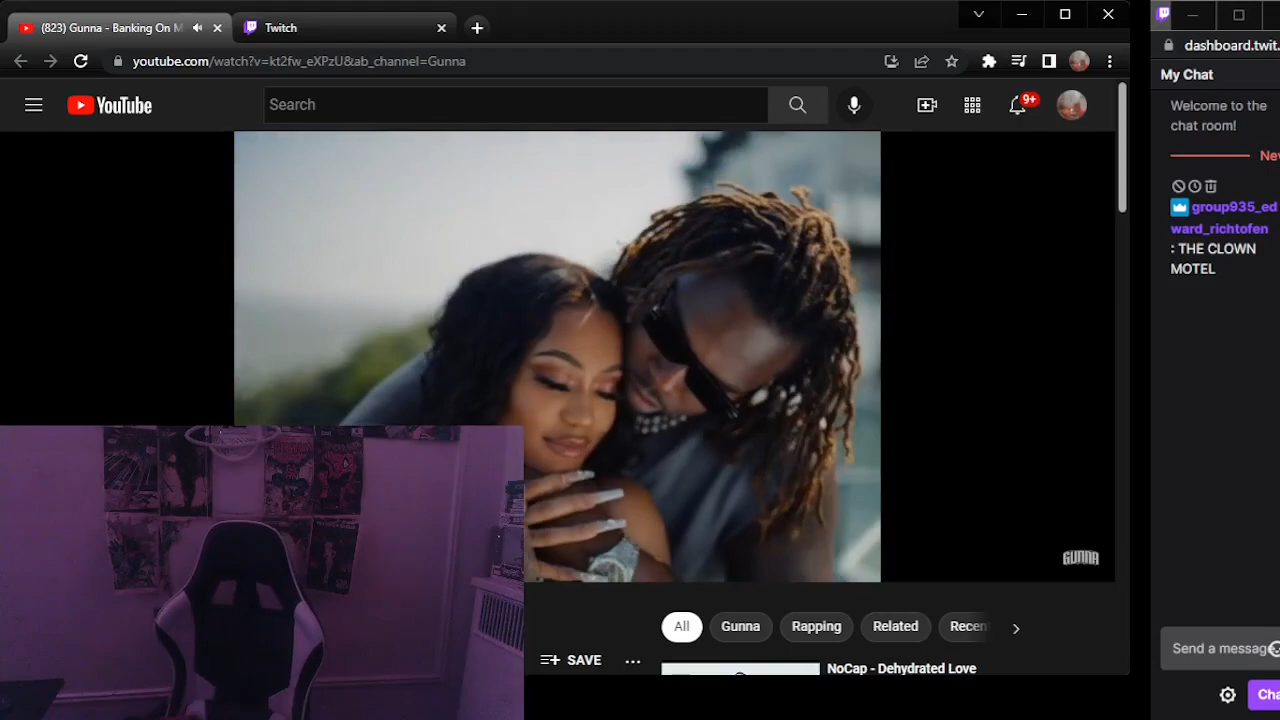 (823) Gunna - Banking On M
Twitch
youtube.com/watch?v=kt2fw_eXPzU&ab_channel=Gunna
dashboard.twit
YouTube
Search
9+
My Chat
Welcome to the
chat room!
group935_ed
ward_richtofen
: THE CLOWN
MOTEL
GUNNA
All
Gunna
Rapping
Related
Recen
SAVE
NoCap - Dehydrated Love
Send a message
Cha